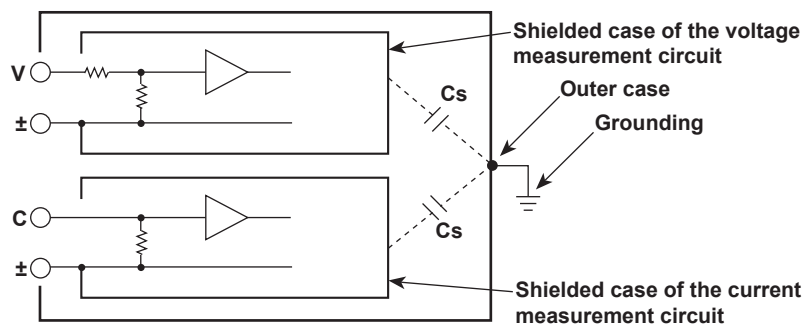 Shielded case of the voltage
measurement circuit
V
Cs
Outer case
±
Grounding
C
Cs
±
Shielded case of the current
measurement circuit